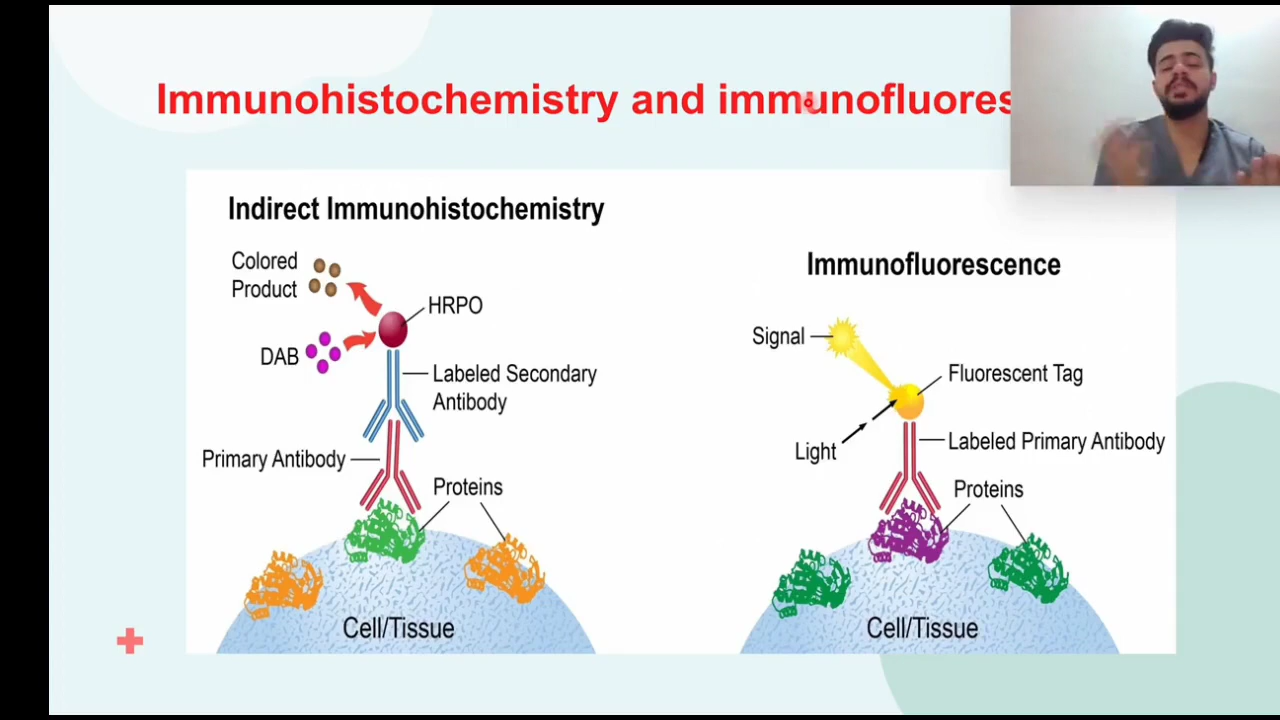 Immunohistochemistry and immunofluores
Indirect Immunohistochemistry
Colored
Product
HRPO
DAB
Labeled Secondary
Antibody
Primary Antibody
Proteins
Cell/Tissue
Immunofluorescence
Signal
Fluorescent Tag
Light
Labeled Primary Antibody
Proteins
Cell/Tissue